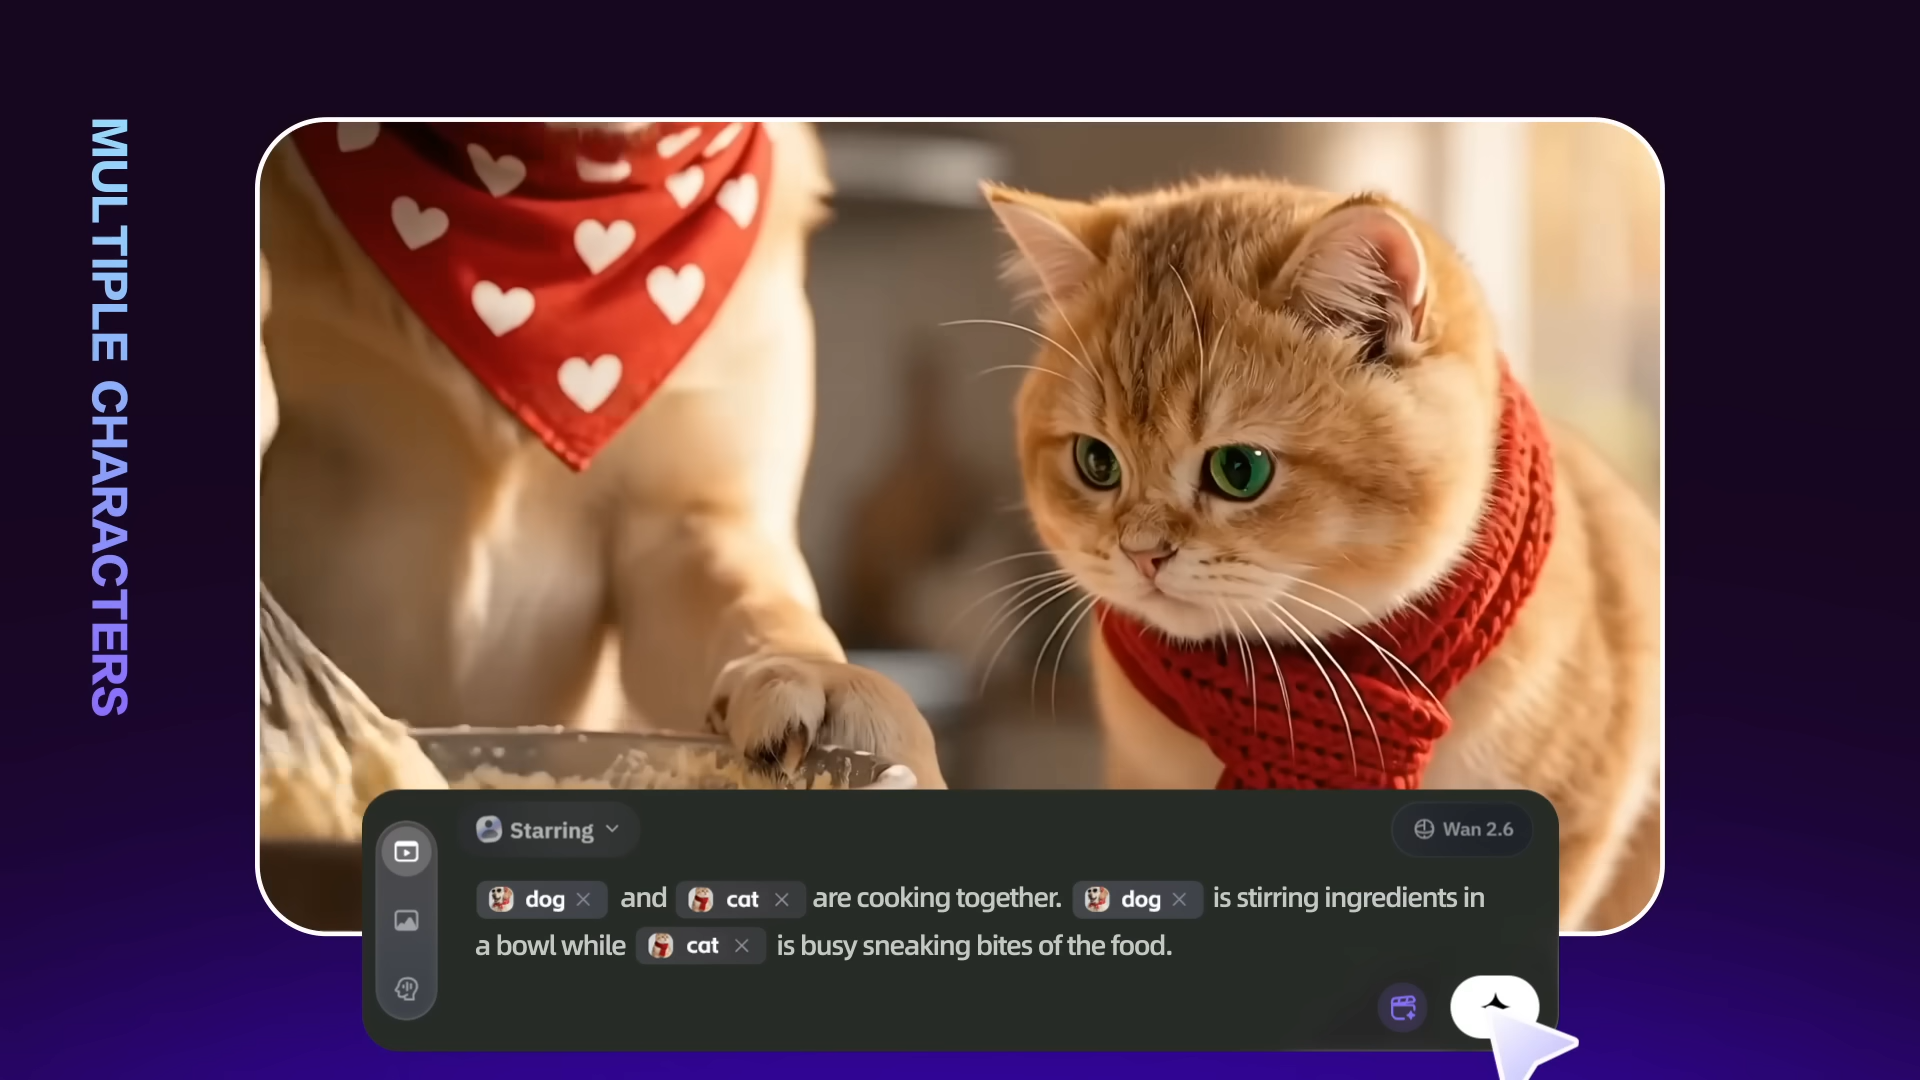 MULTIPLE CHARACTERS
Starring
Wan 2.6
dog and cat are cooking together. dog is stirring ingredients in
a bowl while cat is busy sneaking bites of the food.